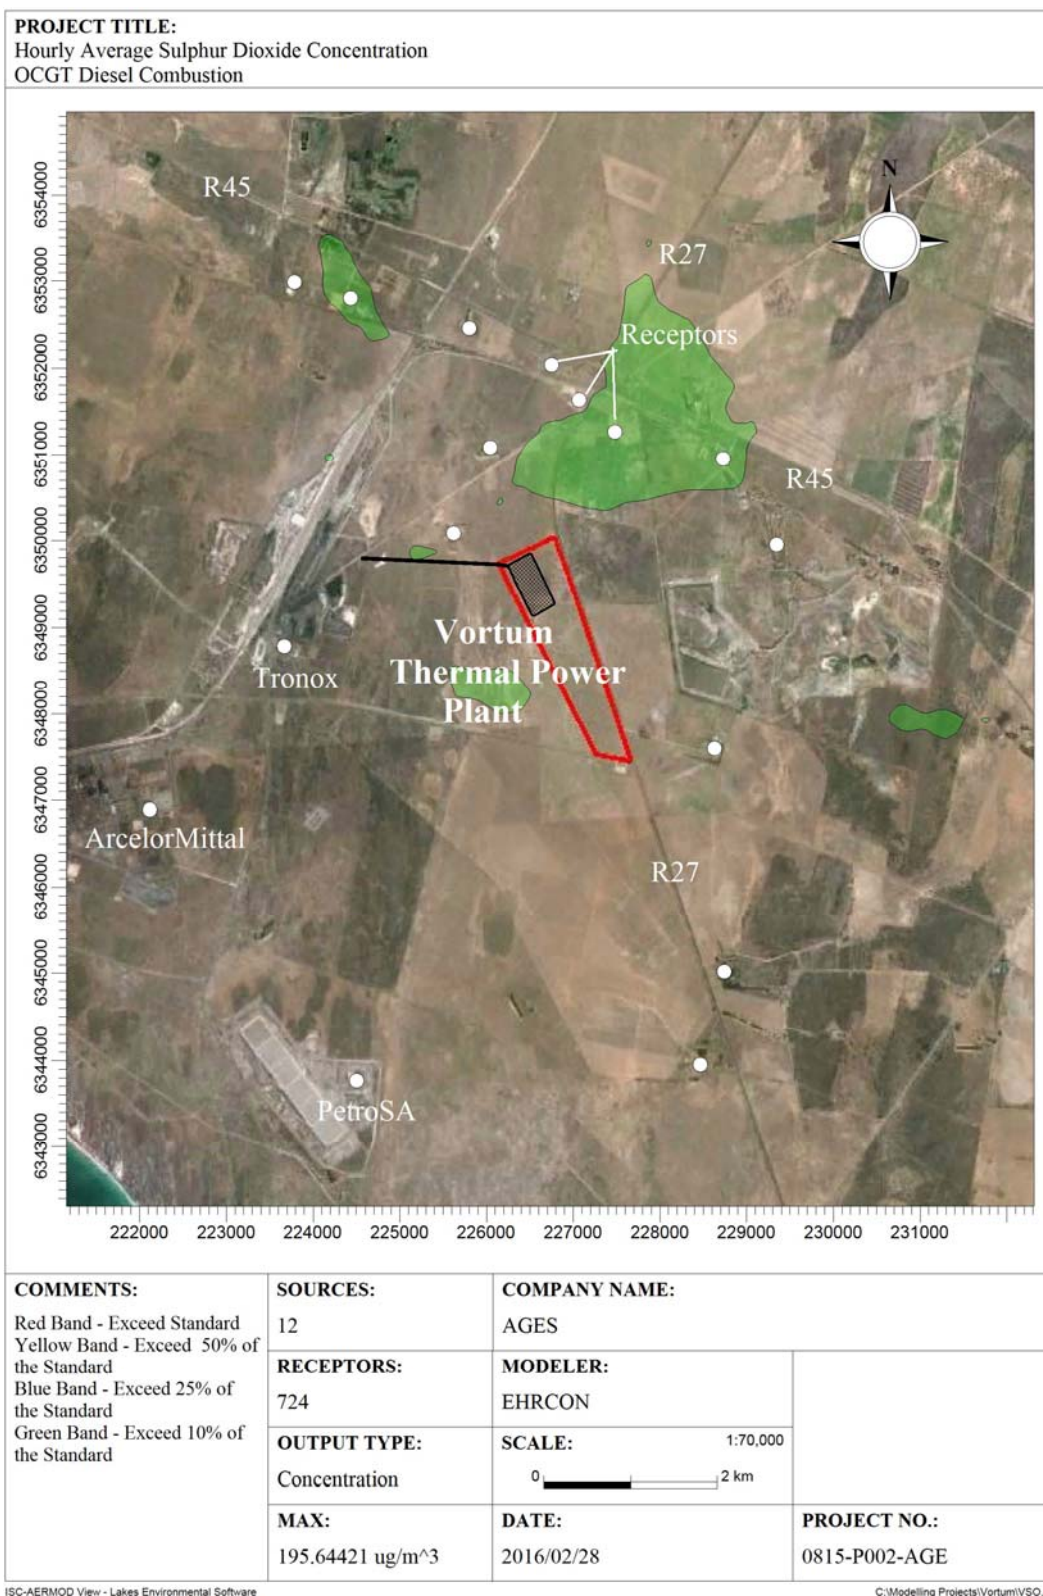 PROJECT TITLE:
Hourly Average Sulphur Dioxide Concentration
OCGT Diesel Combustion
R45
N
R27
Receptors
R45
Vortum
Thermal Power
Plant
Tronox
ArcelorMittal
R27
PetroSA
6354000
6353000
6352000
6351000
6350000
6349000
6348000
6347000
6346000
6345000
6344000
6343000
222000 223000 224000 225000 226000 227000 228000 229000 230000 231000
COMMENTS:
Red Band - Exceed Standard
Yellow Band - Exceed 50% of
the Standard
Blue Band - Exceed 25% of
the Standard
Green Band - Exceed 10% of
the Standard
SOURCES:
12
COMPANY NAME:
AGES
RECEPTORS:
724
MODELER:
EHRCON
OUTPUT TYPE:
Concentration
SCALE: 1:70,000
0 2 km
MAX:
195.64421 ug/m^3
DATE:
2016/02/28
PROJECT NO.:
0815-P002-AGE
ISC-AERMOD View - Lakes Environmental Software
C:\Modelling Projects\Vortum\VSO